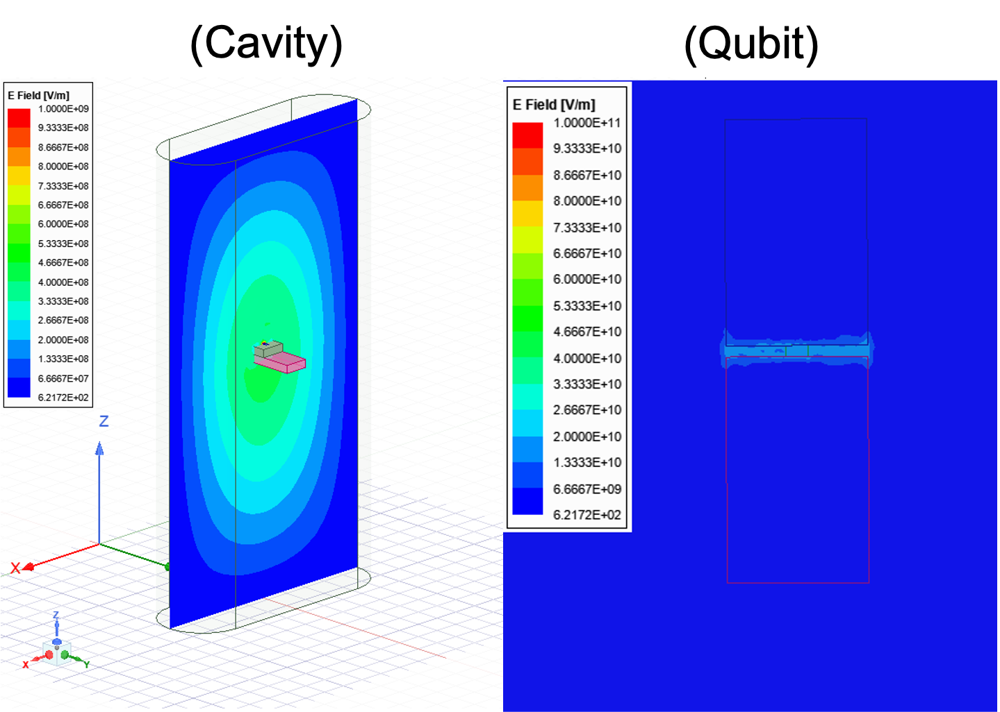 (Cavity)
(Qubit)
E Field [V/m]
1.0000E+09
9.3333E+08
8.6667E+08
8.0000E+08
7.3333E+08
6.6667E+08
6.0000E+08
5.3333E+08
4.6667E+08
4.0000E+08
3.3333E+08
2.6667E+08
2.0000E+08
1.3333E+08
6.6667E+07
6.2172E+02
Z
X
Z
X
Y
E Field [V/m]
1.0000E+11
9.3333E+10
8.6667E+10
8.0000E+10
7.3333E+10
6.6667E+10
6.0000E+10
5.3333E+10
4.6667E+10
4.0000E+10
3.3333E+10
2.6667E+10
2.0000E+10
1.3333E+10
6.6667E+09
6.2172E+02